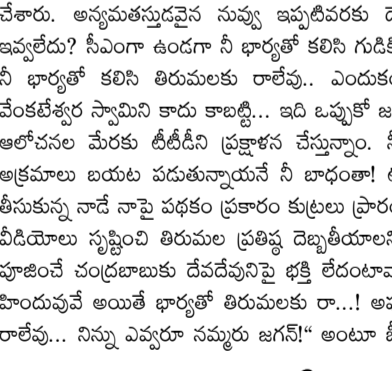 చేశారు. అన్యమతస్తుడవైన నువ్వు ఇప్పటివరకు
ఇవ్వలేదు? సీఎంగా ఉండగా నీ భార్యతో కలిసి
నీ భార్యతో కలిసి తిరుమలకు రాలేవు..
వేంకటేశ్వర స్వామిని కాదు కాబట్టి... ఇది ఒప్పుకో
ఆలోచనల మేరకు టీటీడీని ప్రక్షాళన చేస్తున్నాం.
అక్రమాలు బయట పడుతున్నాయనే నీ బాధంతా!
తీసుకున్న నాడే నాపై పథకం ప్రకారం కుట్రలు
వీడియోలు సృష్టించి తిరుమల ప్రతిష్ఠ
పూజించే చంద్రబాబుకు దేవదేవునిపై భక్తి
హిందువువే అయితే భార్యతో తిరుమలకు రా...!
రాలేవు... నిన్ను ఎవ్వరూ నమ్మరు జగన్!“ అంటూ